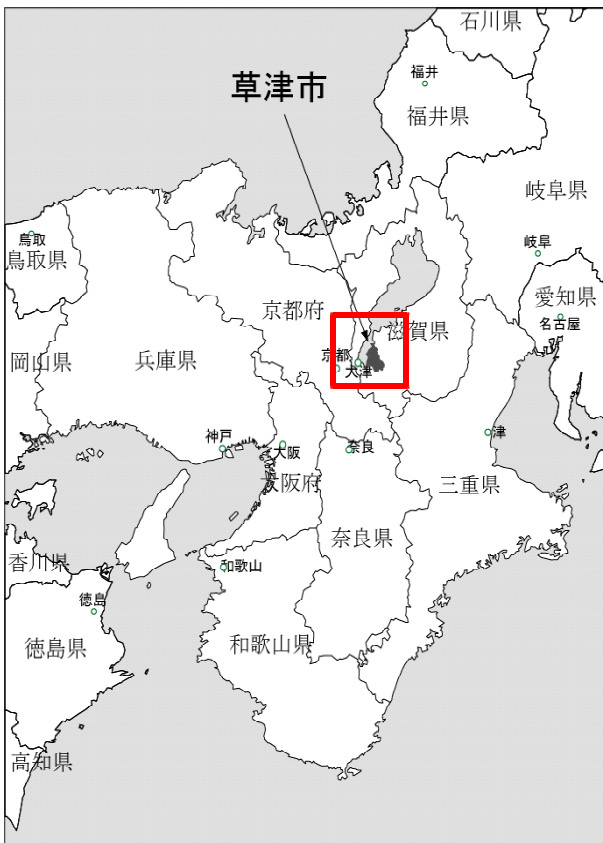 石川県
草津市
福井
福井県
岐阜県
鳥取
鳥取県
岐阜
愛知県
名古屋
京都府
滋賀県
岡山県
兵庫県
京都
大津
神戸
大阪
奈良
津
大阪府
三重県
奈良県
香川県
和歌山
徳島
徳島県
和歌山県
高知県